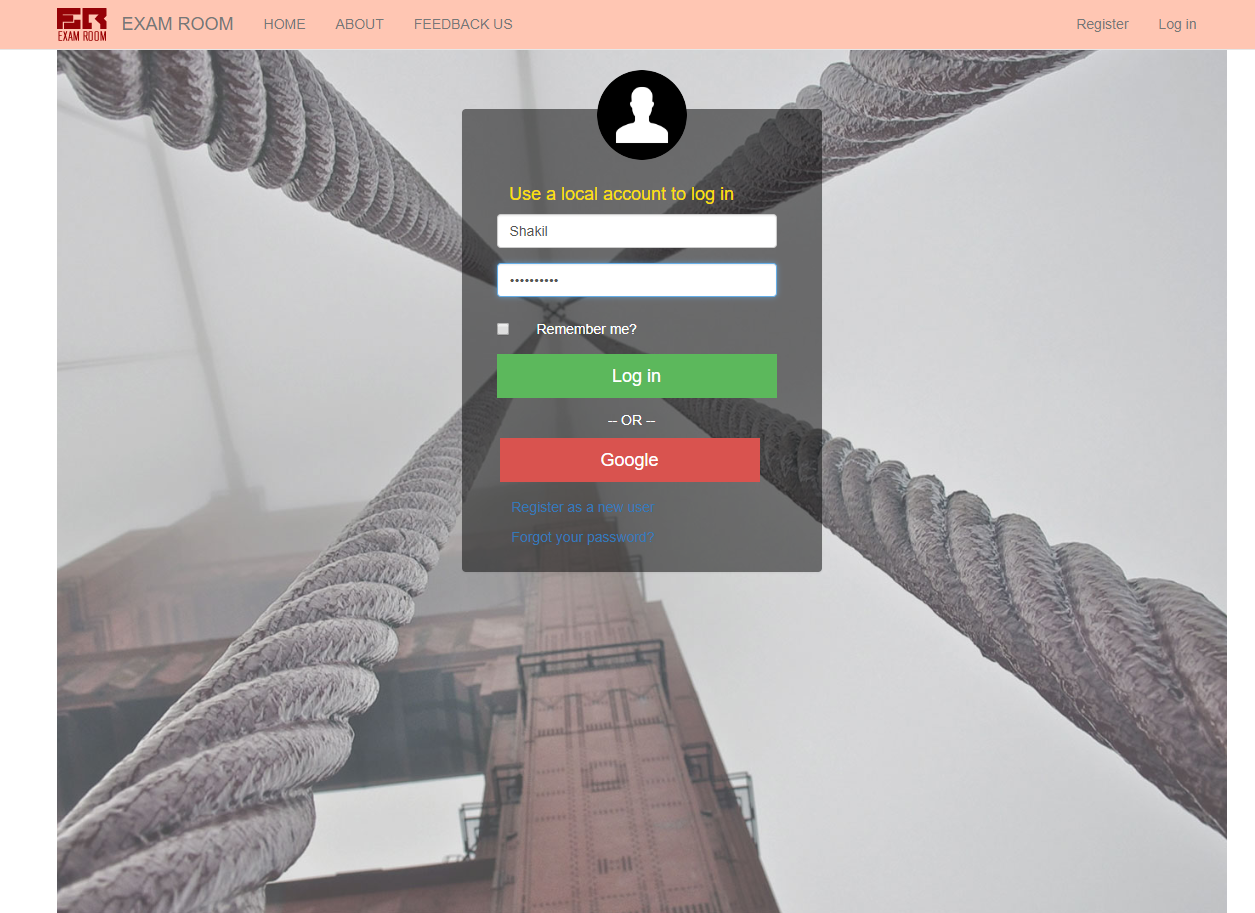 ER
EXAM ROOM
EXAM ROOM HOME ABOUT FEEDBACK US Register Log in
Use a local account to log in
Shakil
••••••••••
Remember me?
Log in
-- OR --
Google
Register as a new user
Forgot your password?